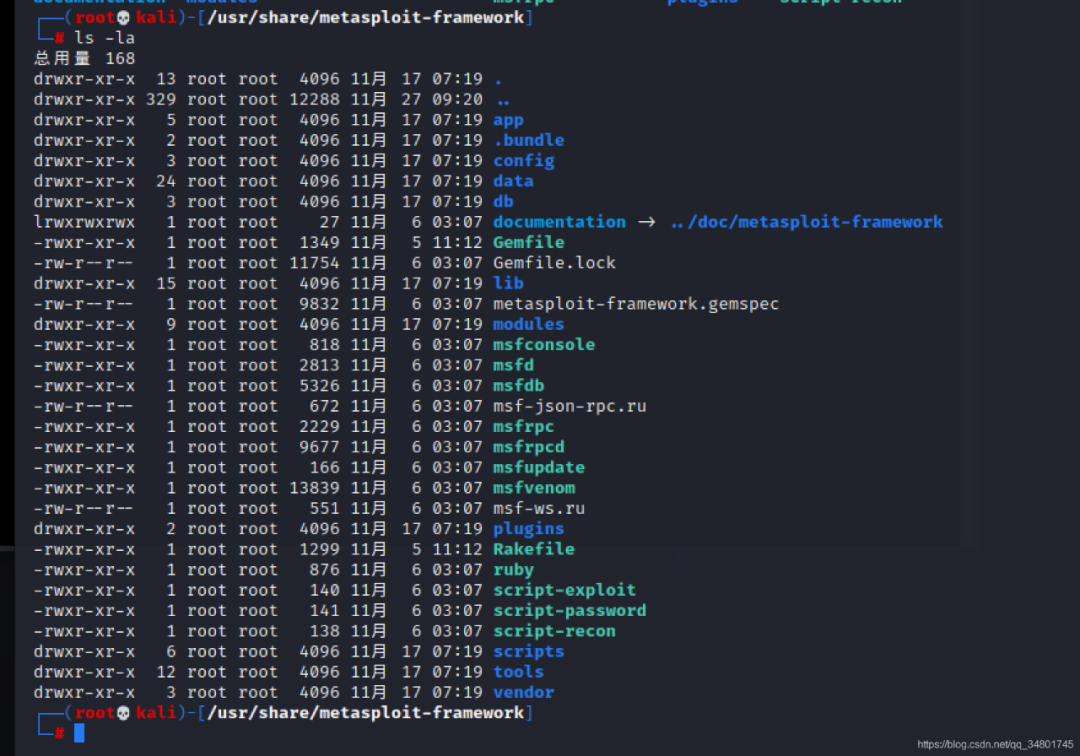 documentation modules msfrpc plugins script-recon
┌──(root💀kali)-[/usr/share/metasploit-framework]
└─# ls -la
总用量 168
drwxr-xr-x 13 root root 4096 11月 17 07:19 .
drwxr-xr-x 329 root root 12288 11月 27 09:20 ..
drwxr-xr-x 5 root root 4096 11月 17 07:19 app
drwxr-xr-x 2 root root 4096 11月 17 07:19 .bundle
drwxr-xr-x 3 root root 4096 11月 17 07:19 config
drwxr-xr-x 24 root root 4096 11月 17 07:19 data
drwxr-xr-x 3 root root 4096 11月 17 07:19 db
lrwxrwxrwx 1 root root 27 11月 6 03:07 documentation -> ../doc/metasploit-framework
-rwxr-xr-x 1 root root 1349 11月 5 11:12 Gemfile
-rw-r--r-- 1 root root 11754 11月 6 03:07 Gemfile.lock
drwxr-xr-x 15 root root 4096 11月 17 07:19 lib
-rw-r--r-- 1 root root 9832 11月 6 03:07 metasploit-framework.gemspec
drwxr-xr-x 9 root root 4096 11月 17 07:19 modules
-rwxr-xr-x 1 root root 818 11月 6 03:07 msfconsole
-rwxr-xr-x 1 root root 2813 11月 6 03:07 msfd
-rwxr-xr-x 1 root root 5326 11月 6 03:07 msfdb
-rw-r--r-- 1 root root 672 11月 6 03:07 msf-json-rpc.ru
-rwxr-xr-x 1 root root 2229 11月 6 03:07 msfrpc
-rwxr-xr-x 1 root root 9677 11月 6 03:07 msfrpcd
-rwxr-xr-x 1 root root 166 11月 6 03:07 msfupdate
-rwxr-xr-x 1 root root 13839 11月 6 03:07 msfvenom
-rw-r--r-- 1 root root 551 11月 6 03:07 msf-ws.ru
drwxr-xr-x 2 root root 4096 11月 17 07:19 plugins
-rwxr-xr-x 1 root root 1299 11月 5 11:12 Rakefile
-rwxr-xr-x 1 root root 876 11月 6 03:07 ruby
-rwxr-xr-x 1 root root 140 11月 6 03:07 script-exploit
-rwxr-xr-x 1 root root 141 11月 6 03:07 script-password
-rwxr-xr-x 1 root root 138 11月 6 03:07 script-recon
drwxr-xr-x 6 root root 4096 11月 17 07:19 scripts
drwxr-xr-x 12 root root 4096 11月 17 07:19 tools
drwxr-xr-x 3 root root 4096 11月 17 07:19 vendor
┌──(root💀kali)-[/usr/share/metasploit-framework]
└─#
https://blog.csdn.net/qq_34801745